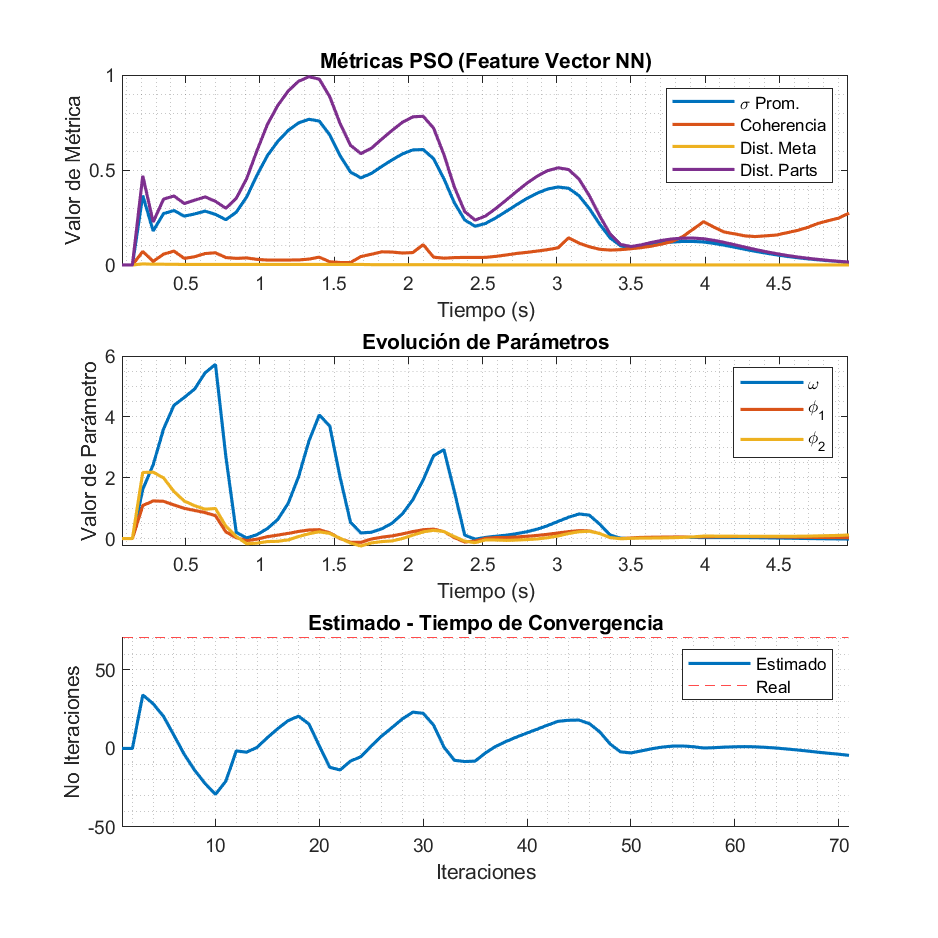 Métricas PSO (Feature Vector NN)
Valor de Métrica
1
0.5
0
σ Prom.
Coherencia
Dist. Meta
Dist. Parts
0.5 1 1.5 2 2.5 3 3.5 4 4.5
Tiempo (s)
Evolución de Parámetros
Valor de Parámetro
6
4
2
0
ω
ϕ₁
ϕ₂
0.5 1 1.5 2 2.5 3 3.5 4 4.5
Tiempo (s)
Estimado - Tiempo de Convergencia
No Iteraciones
50
0
-50
Estimado
Real
10 20 30 40 50 60 70
Iteraciones